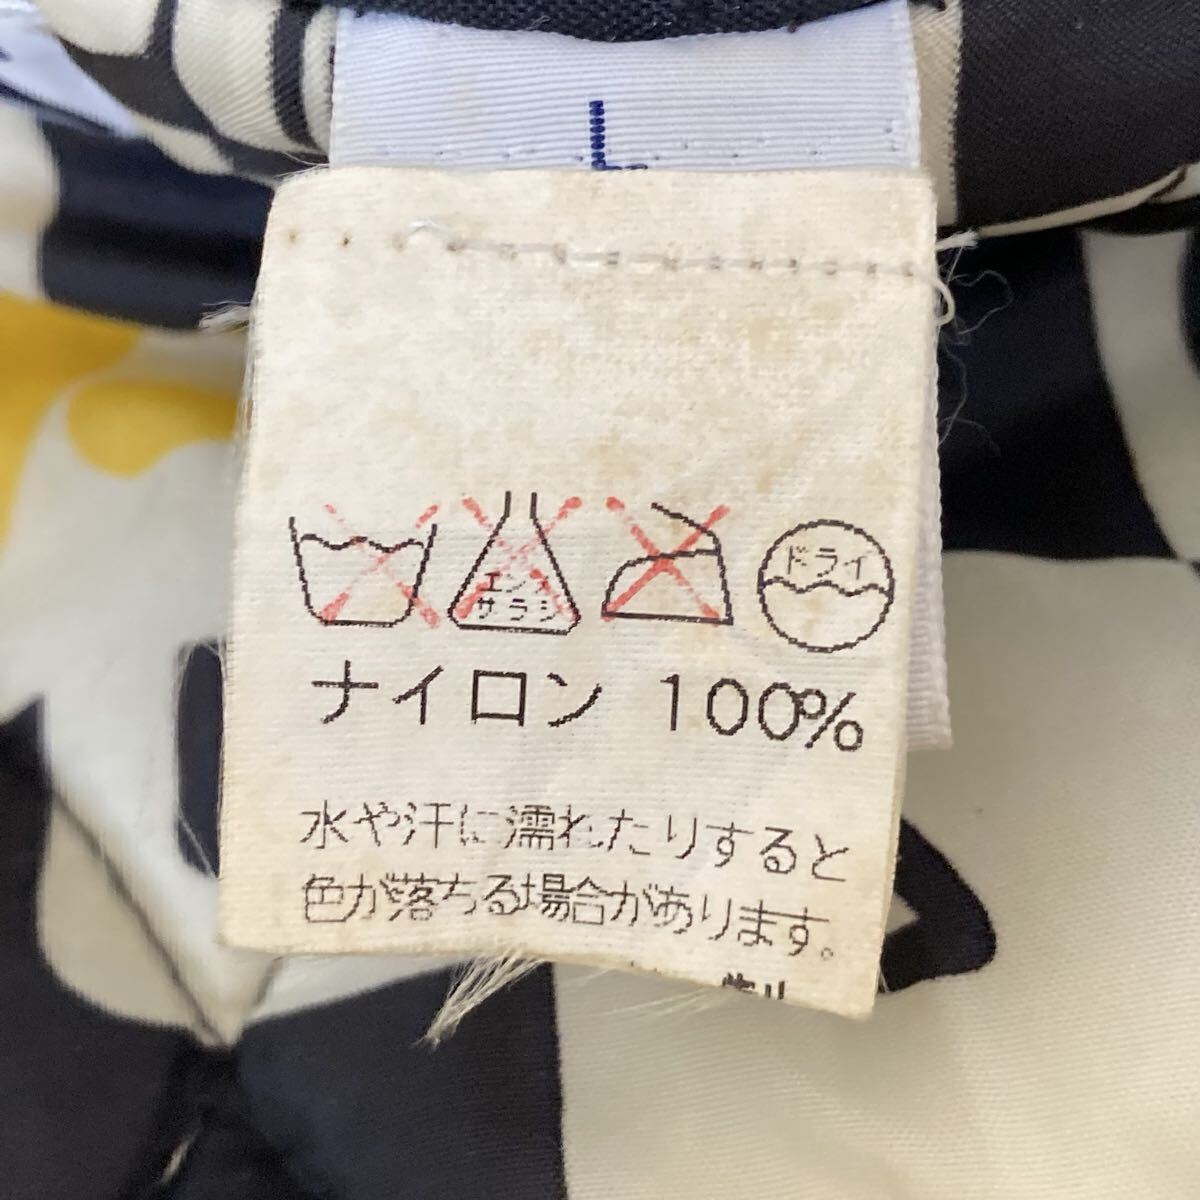 エンソ
サラシ
ドライ
ナイロン 100%
水や汗に濡れたりすると
色が落ちる場合があります。